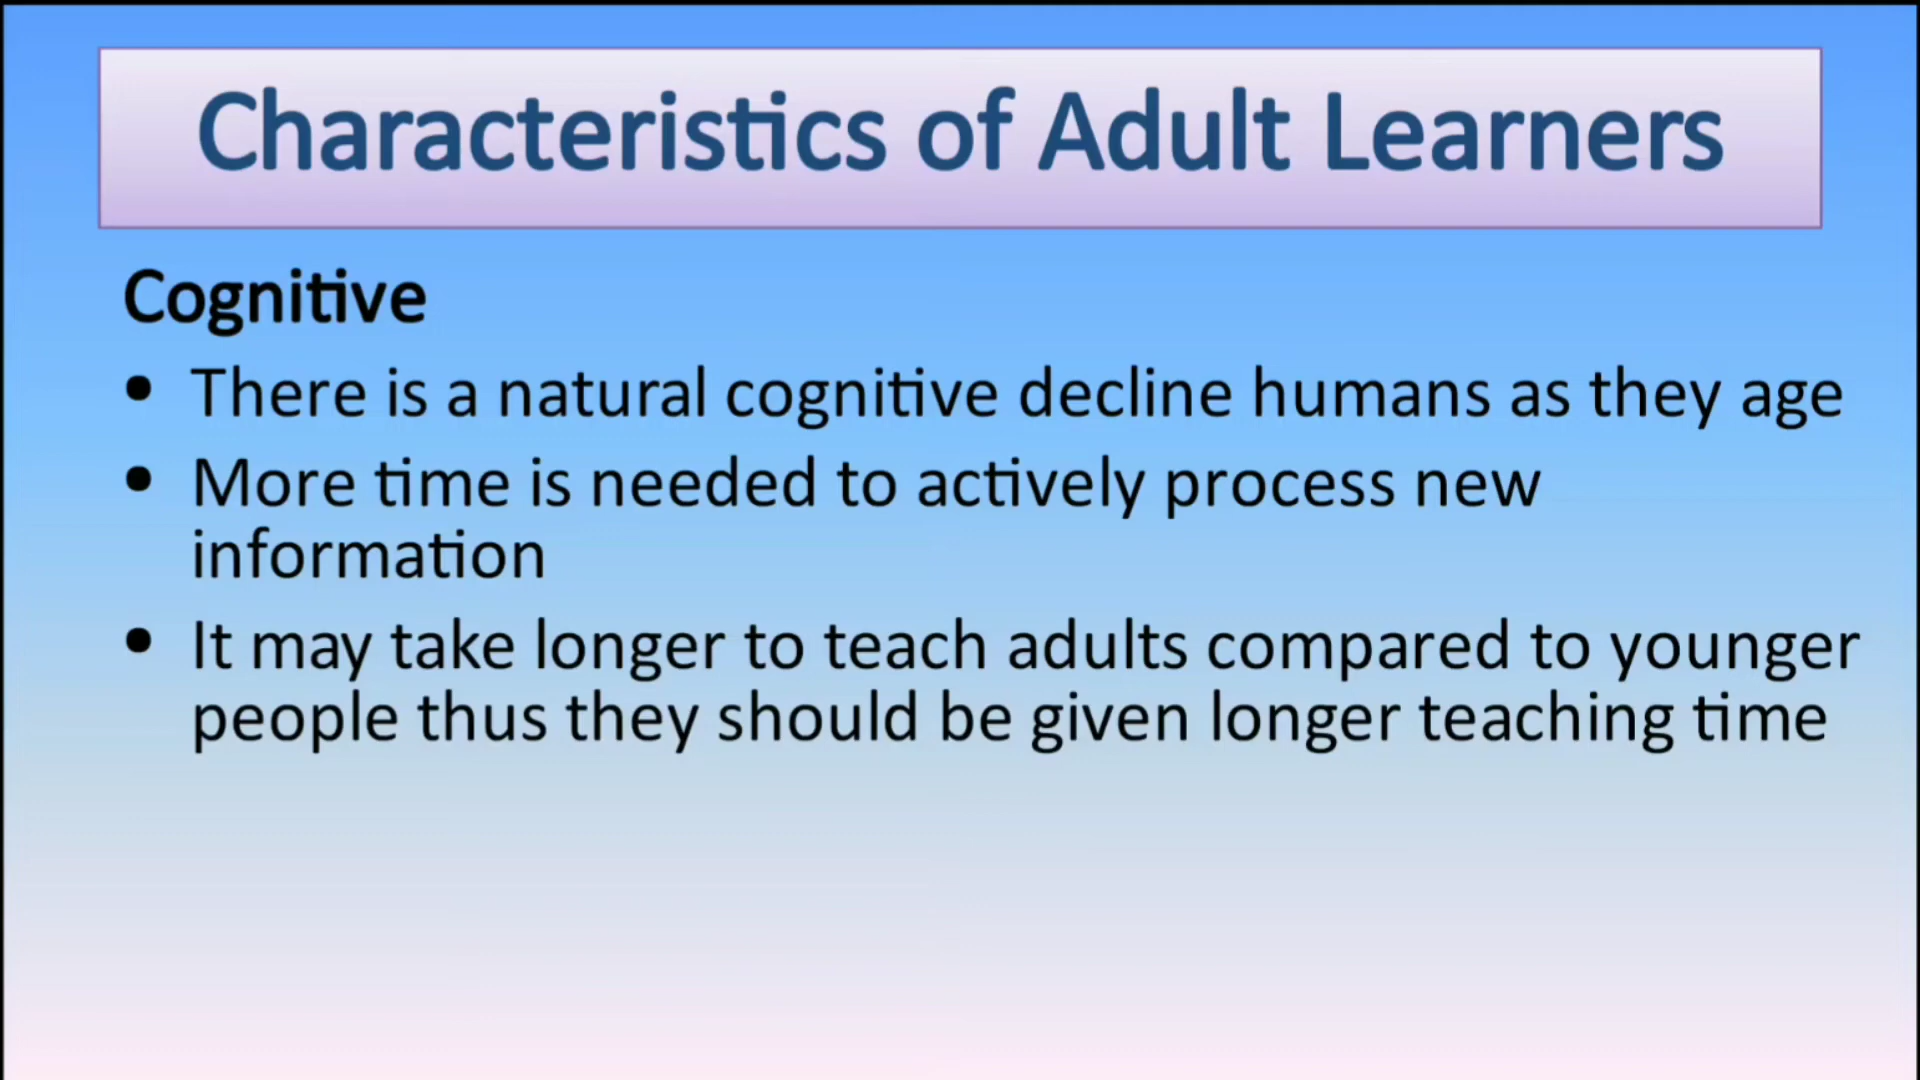 Characteristics of Adult Learners
Cognitive
• There is a natural cognitive decline humans as they age
• More time is needed to actively process new
information
• It may take longer to teach adults compared to younger
people thus they should be given longer teaching time